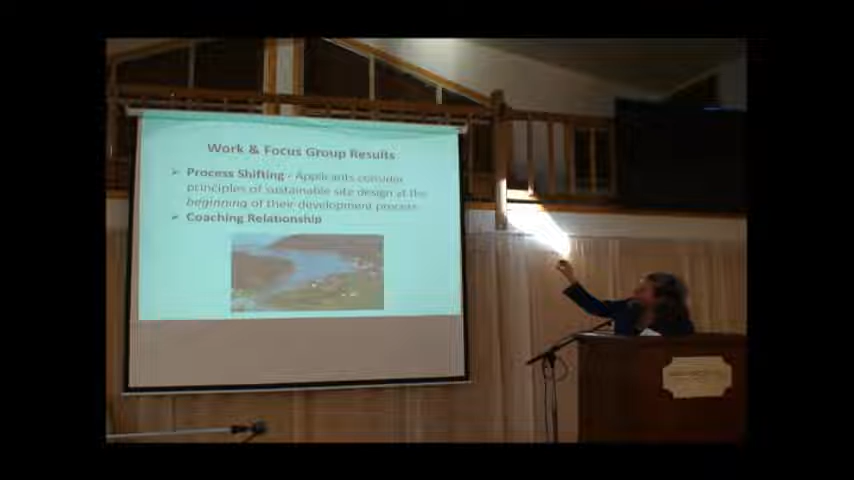 Work & Focus Group Results
➢ Process Shifting - Applicants consider
principles of sustainable site design at the
beginning of their development process
➢ Coaching Relationship